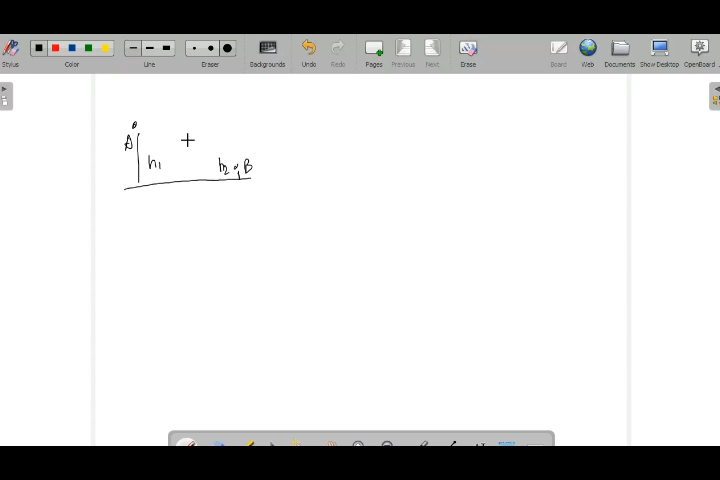 Stylus Color Line Eraser Backgrounds Undo Redo Pages Previous Next Erase Board Web Documents Show Desktop OpenBoard
A
h1 h2 B